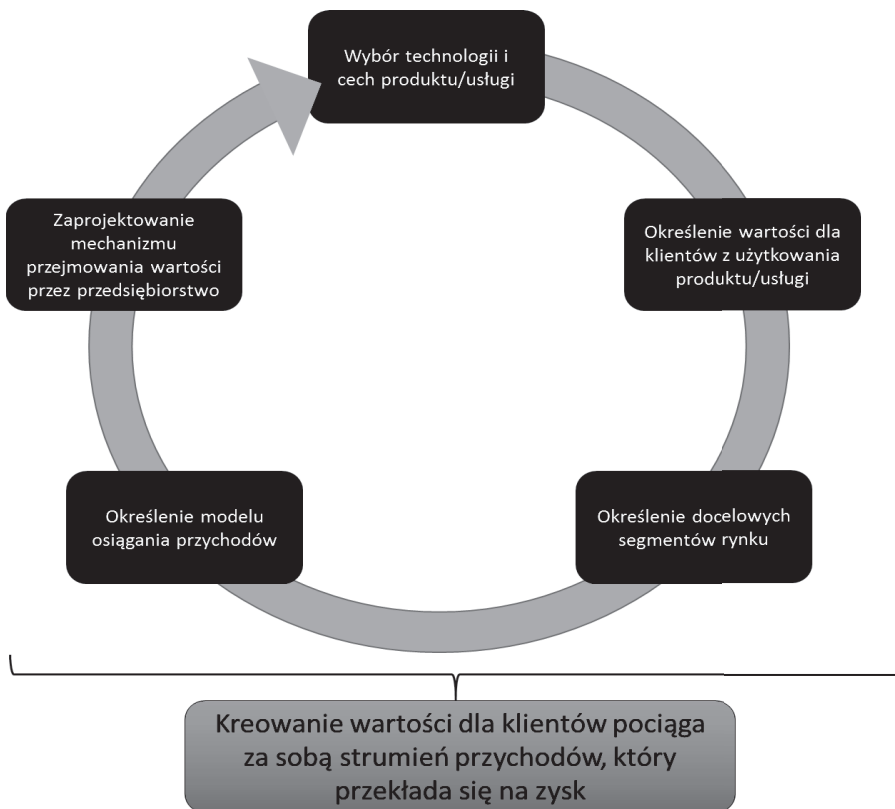 Wybór technologii i
cech produktu/usługi
Określenie wartości dla
klientów z użytkowania
produktu/usługi
Określenie docelowych
segmentów rynku
Określenie modelu
osiągania przychodów
Zaprojektowanie
mechanizmu
przejmowania wartości
przez przedsiębiorstwo
Kreowanie wartości dla klientów pociąga
za sobą strumień przychodów, który
przekłada się na zysk